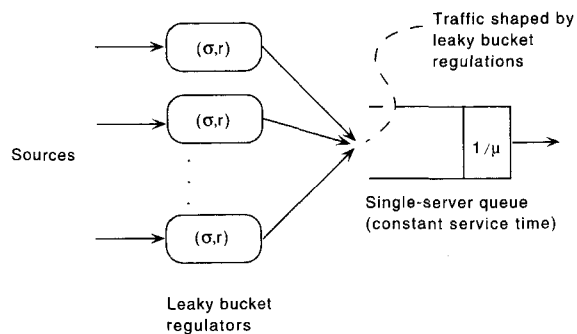 Traffic shaped by
leaky bucket
regulations
(σ,r)
(σ,r)
Sources
1/μ
Single-server queue
(constant service time)
(σ,r)
Leaky bucket
regulators